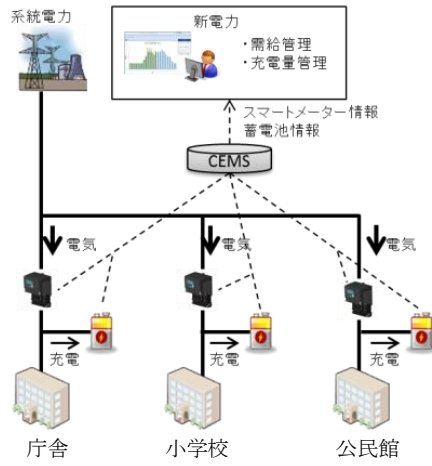 系統電力
新電力
・需給管理
・充電量管理
スマートメーター情報
蓄電池情報
CEMS
電気
電気
電気
充電
充電
充電
庁舎
小学校
公民館